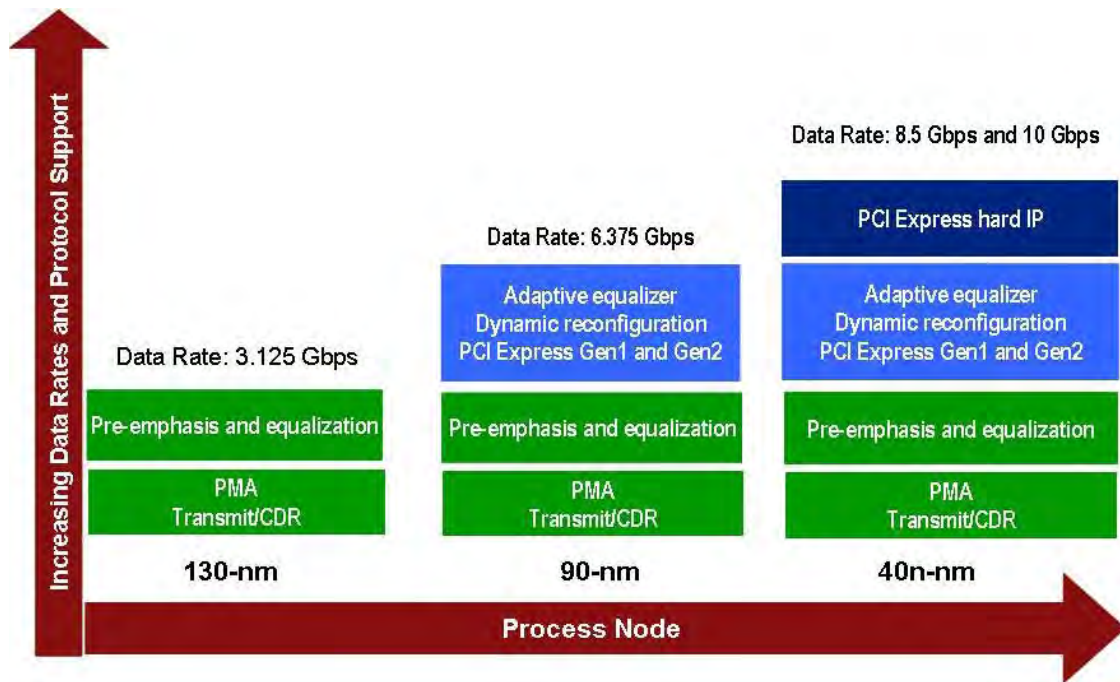 Increasing Data Rates and Protocol Support
Data Rate: 8.5 Gbps and 10 Gbps
PCI Express hard IP
Data Rate: 6.375 Gbps
Adaptive equalizer
Dynamic reconfiguration
PCI Express Gen1 and Gen2
Adaptive equalizer
Dynamic reconfiguration
PCI Express Gen1 and Gen2
Data Rate: 3.125 Gbps
Pre-emphasis and equalization
Pre-emphasis and equalization
Pre-emphasis and equalization
PMA
Transmit/CDR
PMA
Transmit/CDR
PMA
Transmit/CDR
130-nm
90-nm
40n-nm
Process Node